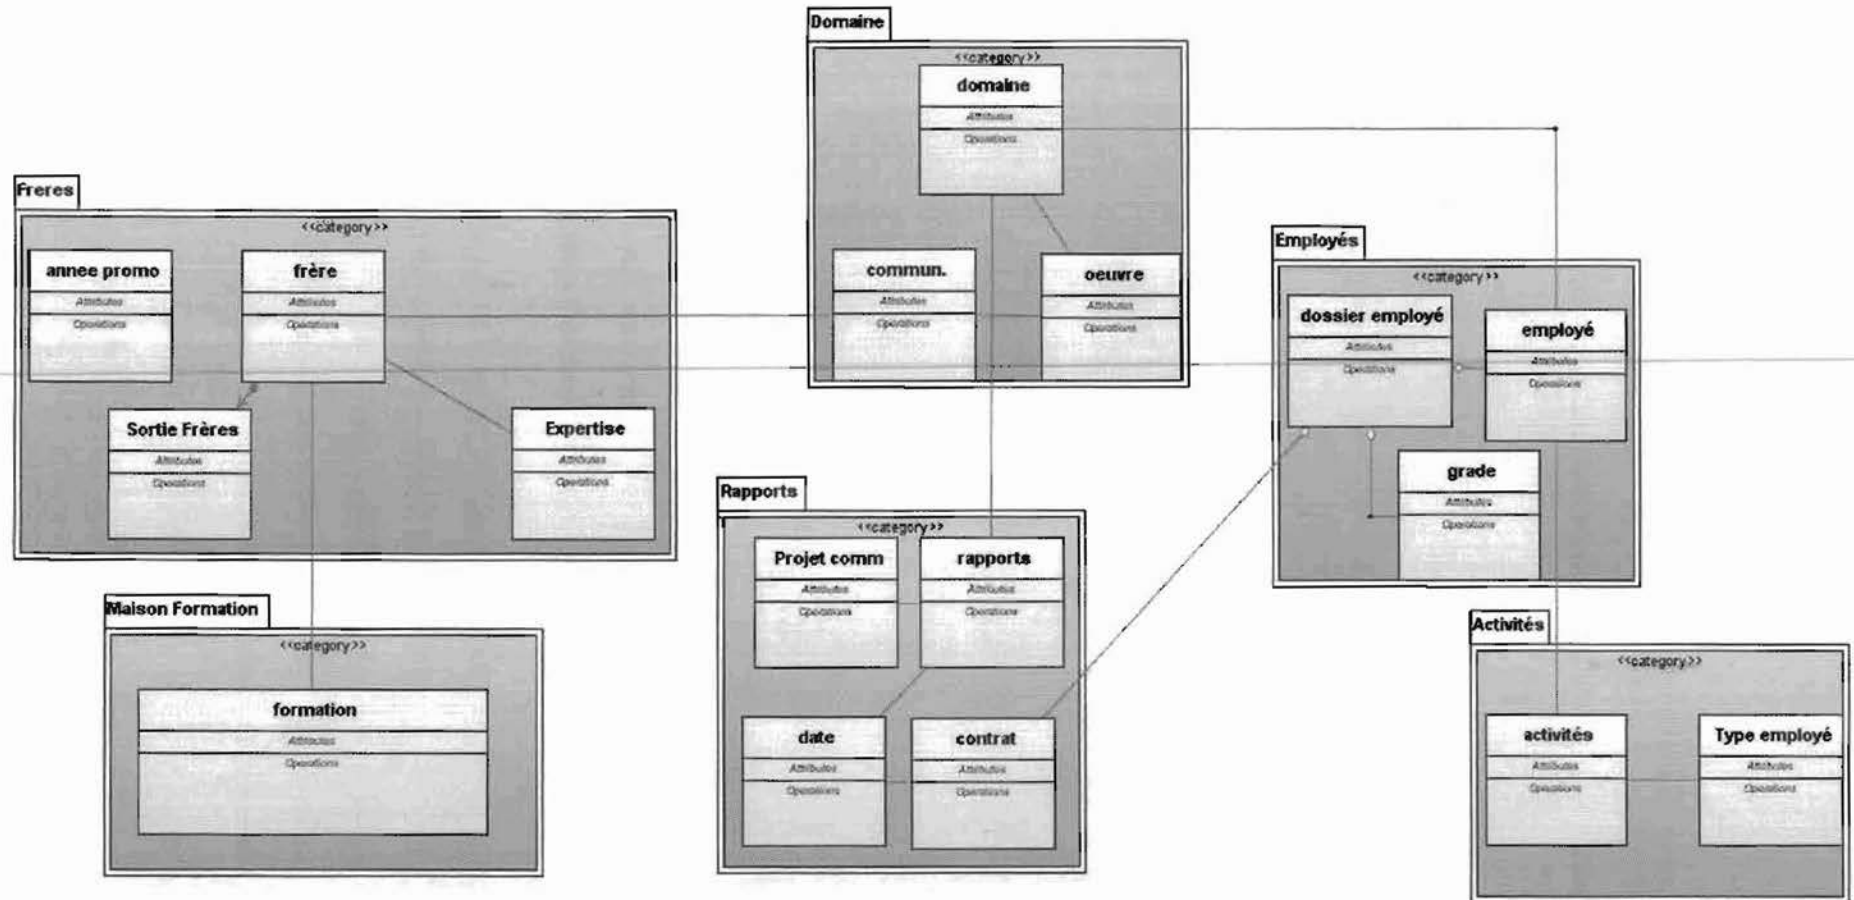 Domaine
<<category>>
domaine
Attributes
Operations
commun.
Attributes
Operations
oeuvre
Attributes
Operations
Freres
<<category>>
annee promo
Attributes
Operations
frère
Attributes
Operations
Sortie Frères
Attributes
Operations
Expertise
Attributes
Operations
Employés
<<category>>
dossier employé
Attributes
Operations
employé
Attributes
Operations
grade
Attributes
Operations
Rapports
<<category>>
Projet comm
Attributes
Operations
rapports
Attributes
Operations
date
Attributes
Operations
contrat
Attributes
Operations
Maison Formation
<<category>>
formation
Attributes
Operations
Activités
<<category>>
activités
Attributes
Operations
Type employé
Attributes
Operations